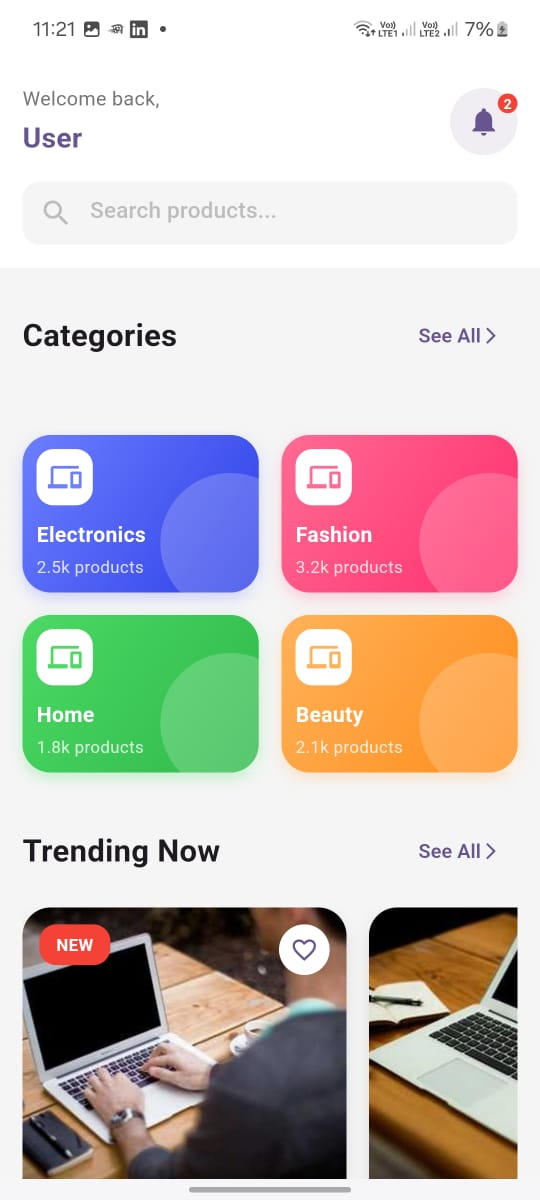 11:21 Vo)) LTE1 Vo)) LTE2 7%
Welcome back,
User
2
Search products...
Categories
See All
Electronics
2.5k products
Fashion
3.2k products
Home
1.8k products
Beauty
2.1k products
Trending Now
See All
NEW